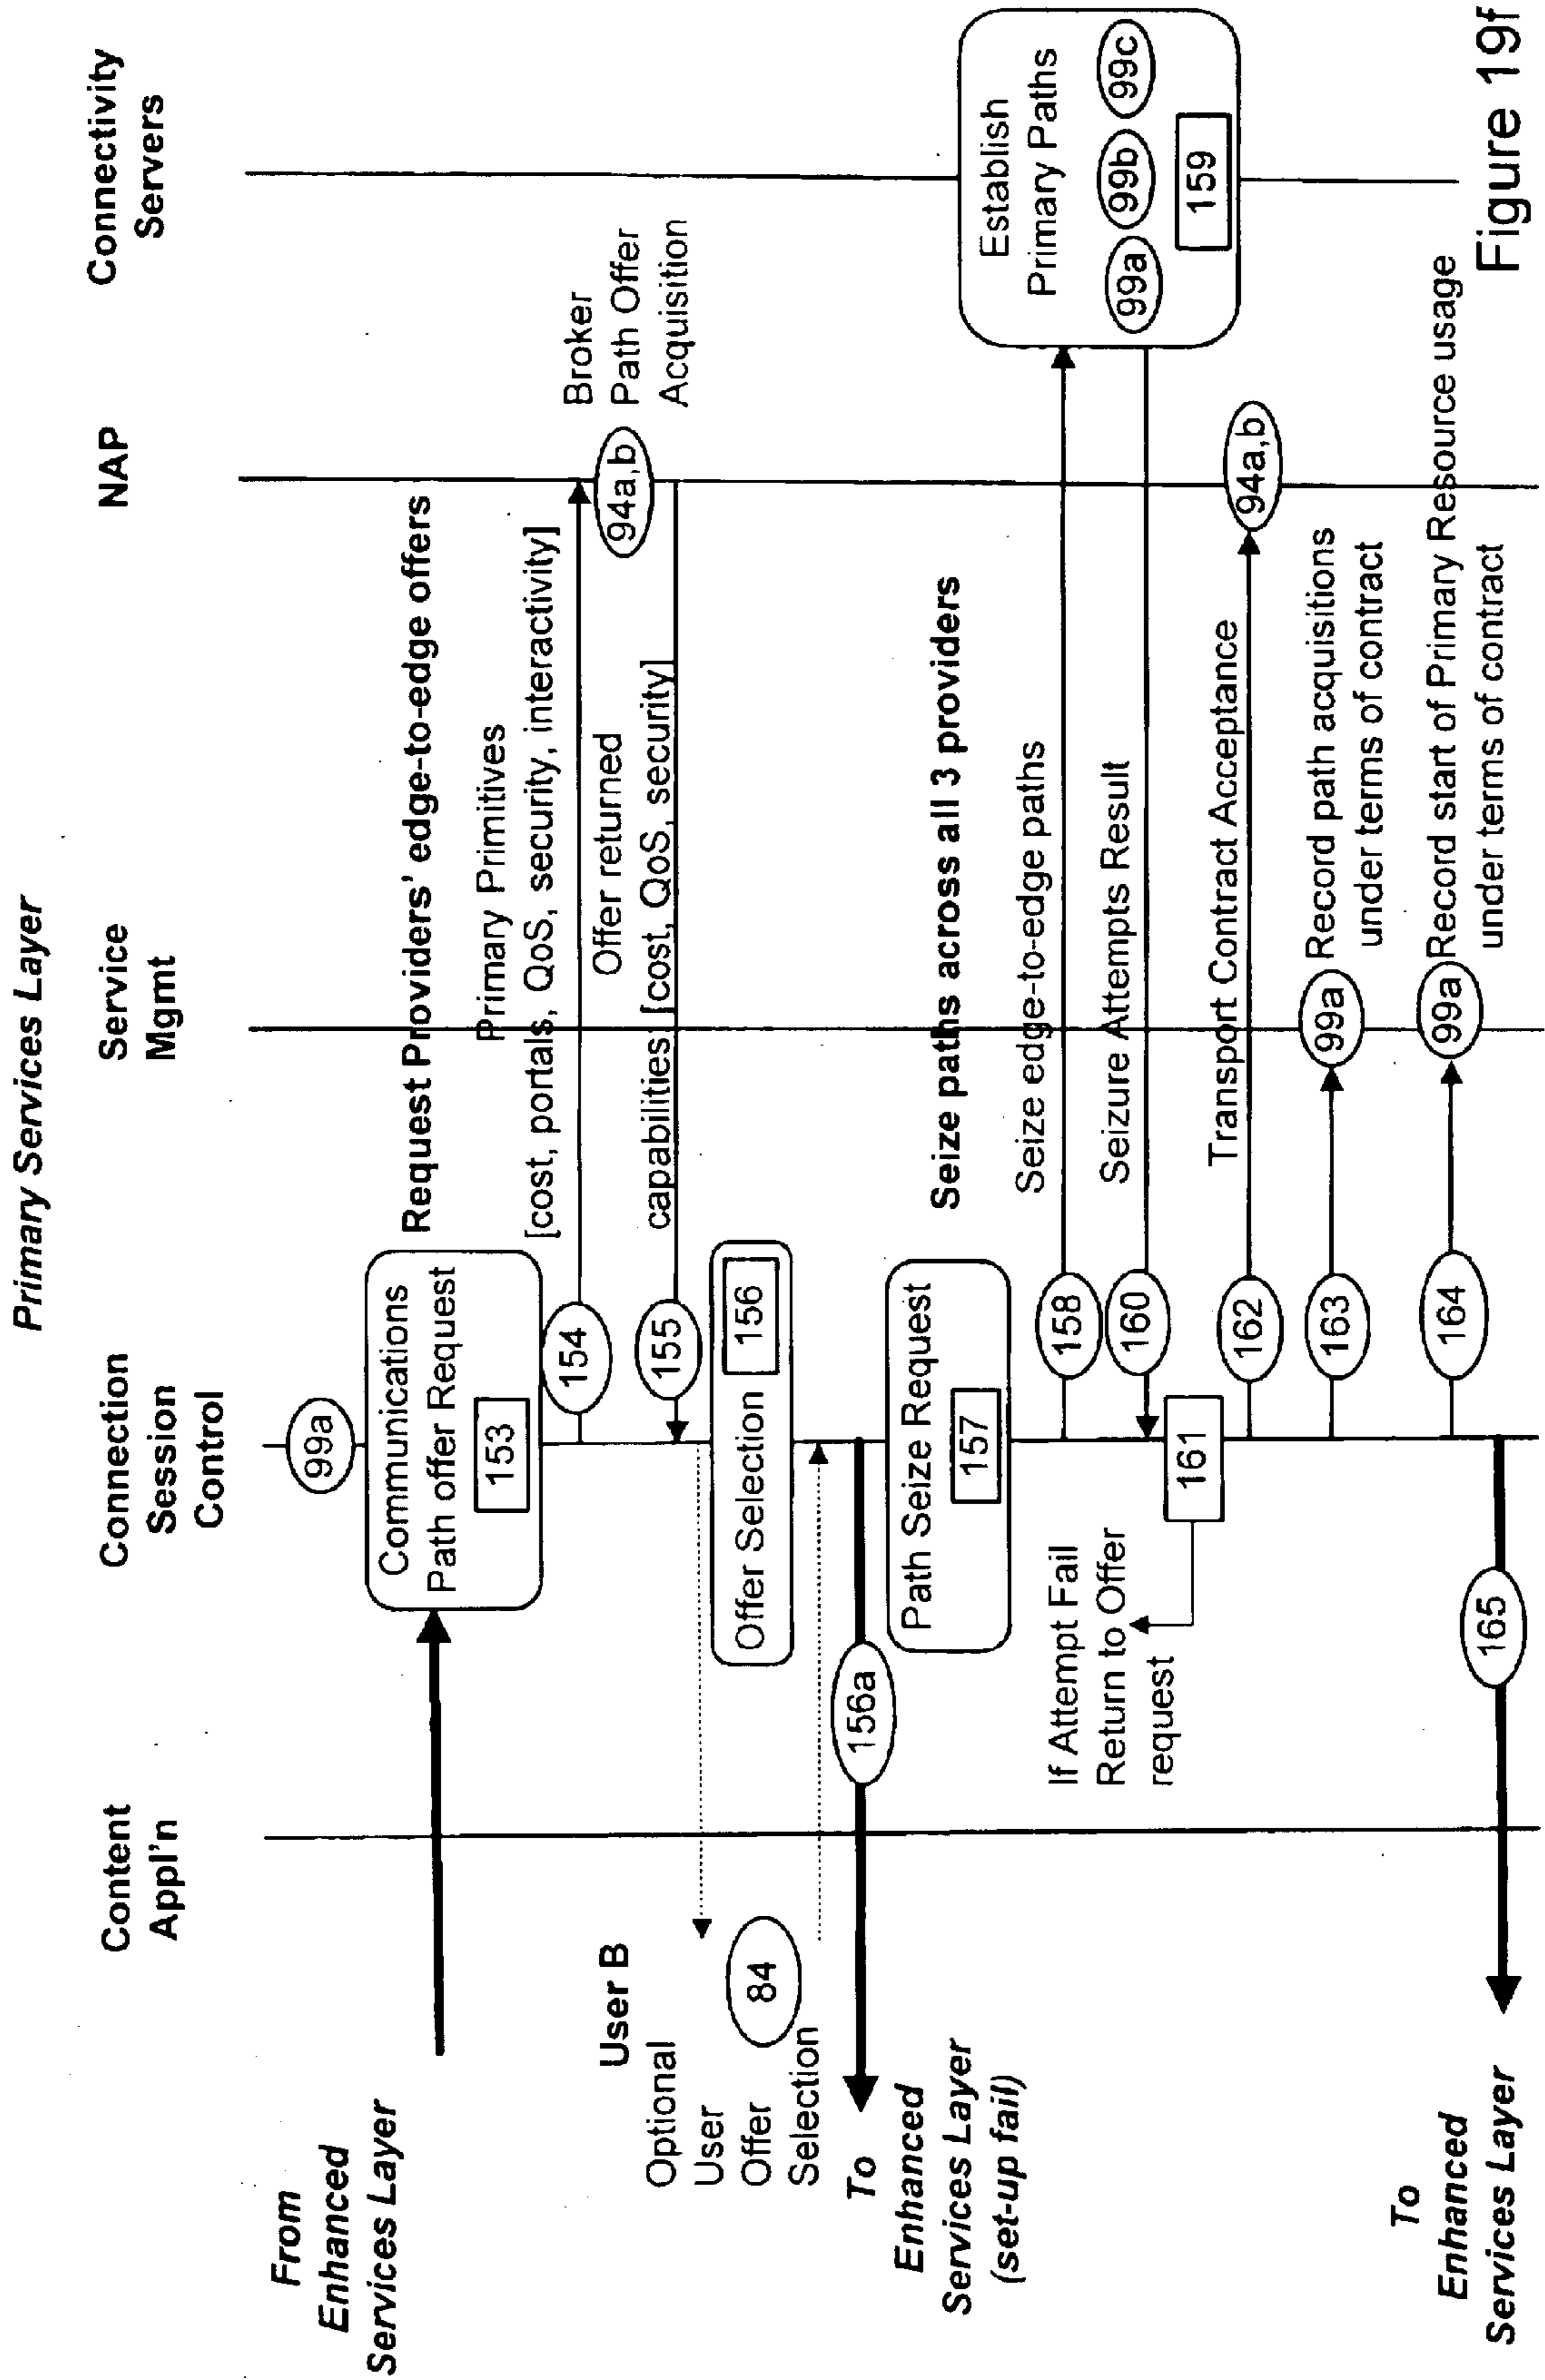 Primary Services Layer
Content
Appl'n
Connection
Session
Control
Service
Mgmt
NAP
Connectivity
Servers
From
Enhanced
Services Layer
99a
Communications
Path offer Request
153
Request Providers' edge-to-edge offers
Primary Primitives
[cost, portals, QoS, security, interactivity]
154
Broker
Path Offer
Acquisition
94a,b
Offer returned
capabilities [cost, QoS, security]
155
User B
Optional
User
Offer
Selection
84
Offer Selection
156
156a
To
Enhanced
Services Layer
(set-up fail)
Path Seize Request
157
Seize paths across all 3 providers
Seize edge-to-edge paths
158
Establish
Primary Paths
99a
99b
99c
159
Seizure Attempts Result
160
If Attempt Fail
Return to Offer
request
161
Transport Contract Acceptance
162
94a,b
163
99a
Record path acquisitions
under terms of contract
164
99a
Record start of Primary Resource usage
under terms of contract
165
To
Enhanced
Services Layer
Figure 19f